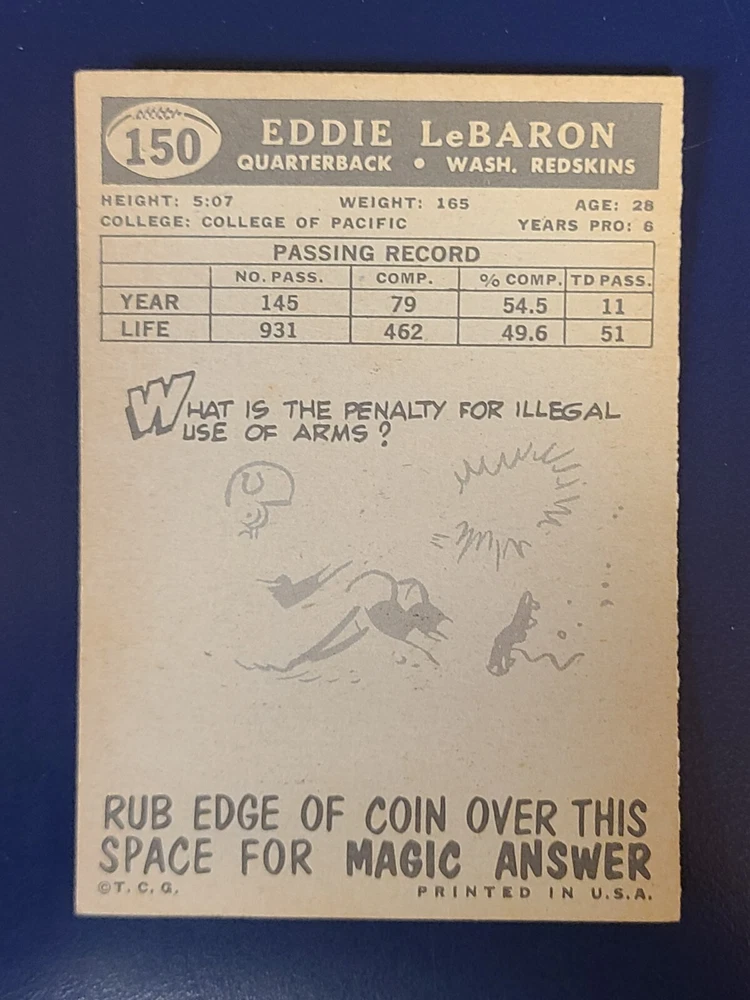 150
EDDIE LeBARON
QUARTERBACK • WASH. REDSKINS
HEIGHT: 5:07 WEIGHT: 165 AGE: 28
COLLEGE: COLLEGE OF PACIFIC YEARS PRO: 6
PASSING RECORD
NO. PASS. COMP. % COMP. TD PASS.
YEAR 145 79 54.5 11
LIFE 931 462 49.6 51
WHAT IS THE PENALTY FOR ILLEGAL
USE OF ARMS?
RUB EDGE OF COIN OVER THIS
SPACE FOR MAGIC ANSWER
©T. C. G. PRINTED IN U.S.A.